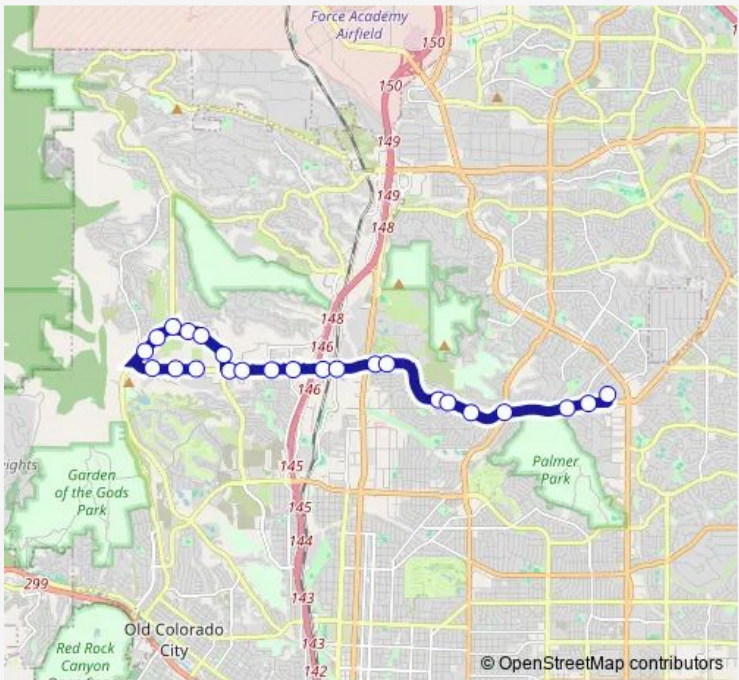 Force Academy
Airfield
150
150
149
149
148
148
146
146
145
145
144
143
143
142
299
Garden
of the Gods
Park
Palmer
Park
Old Colorado
City
Red Rock
Canyon
© OpenStreetMap contributors